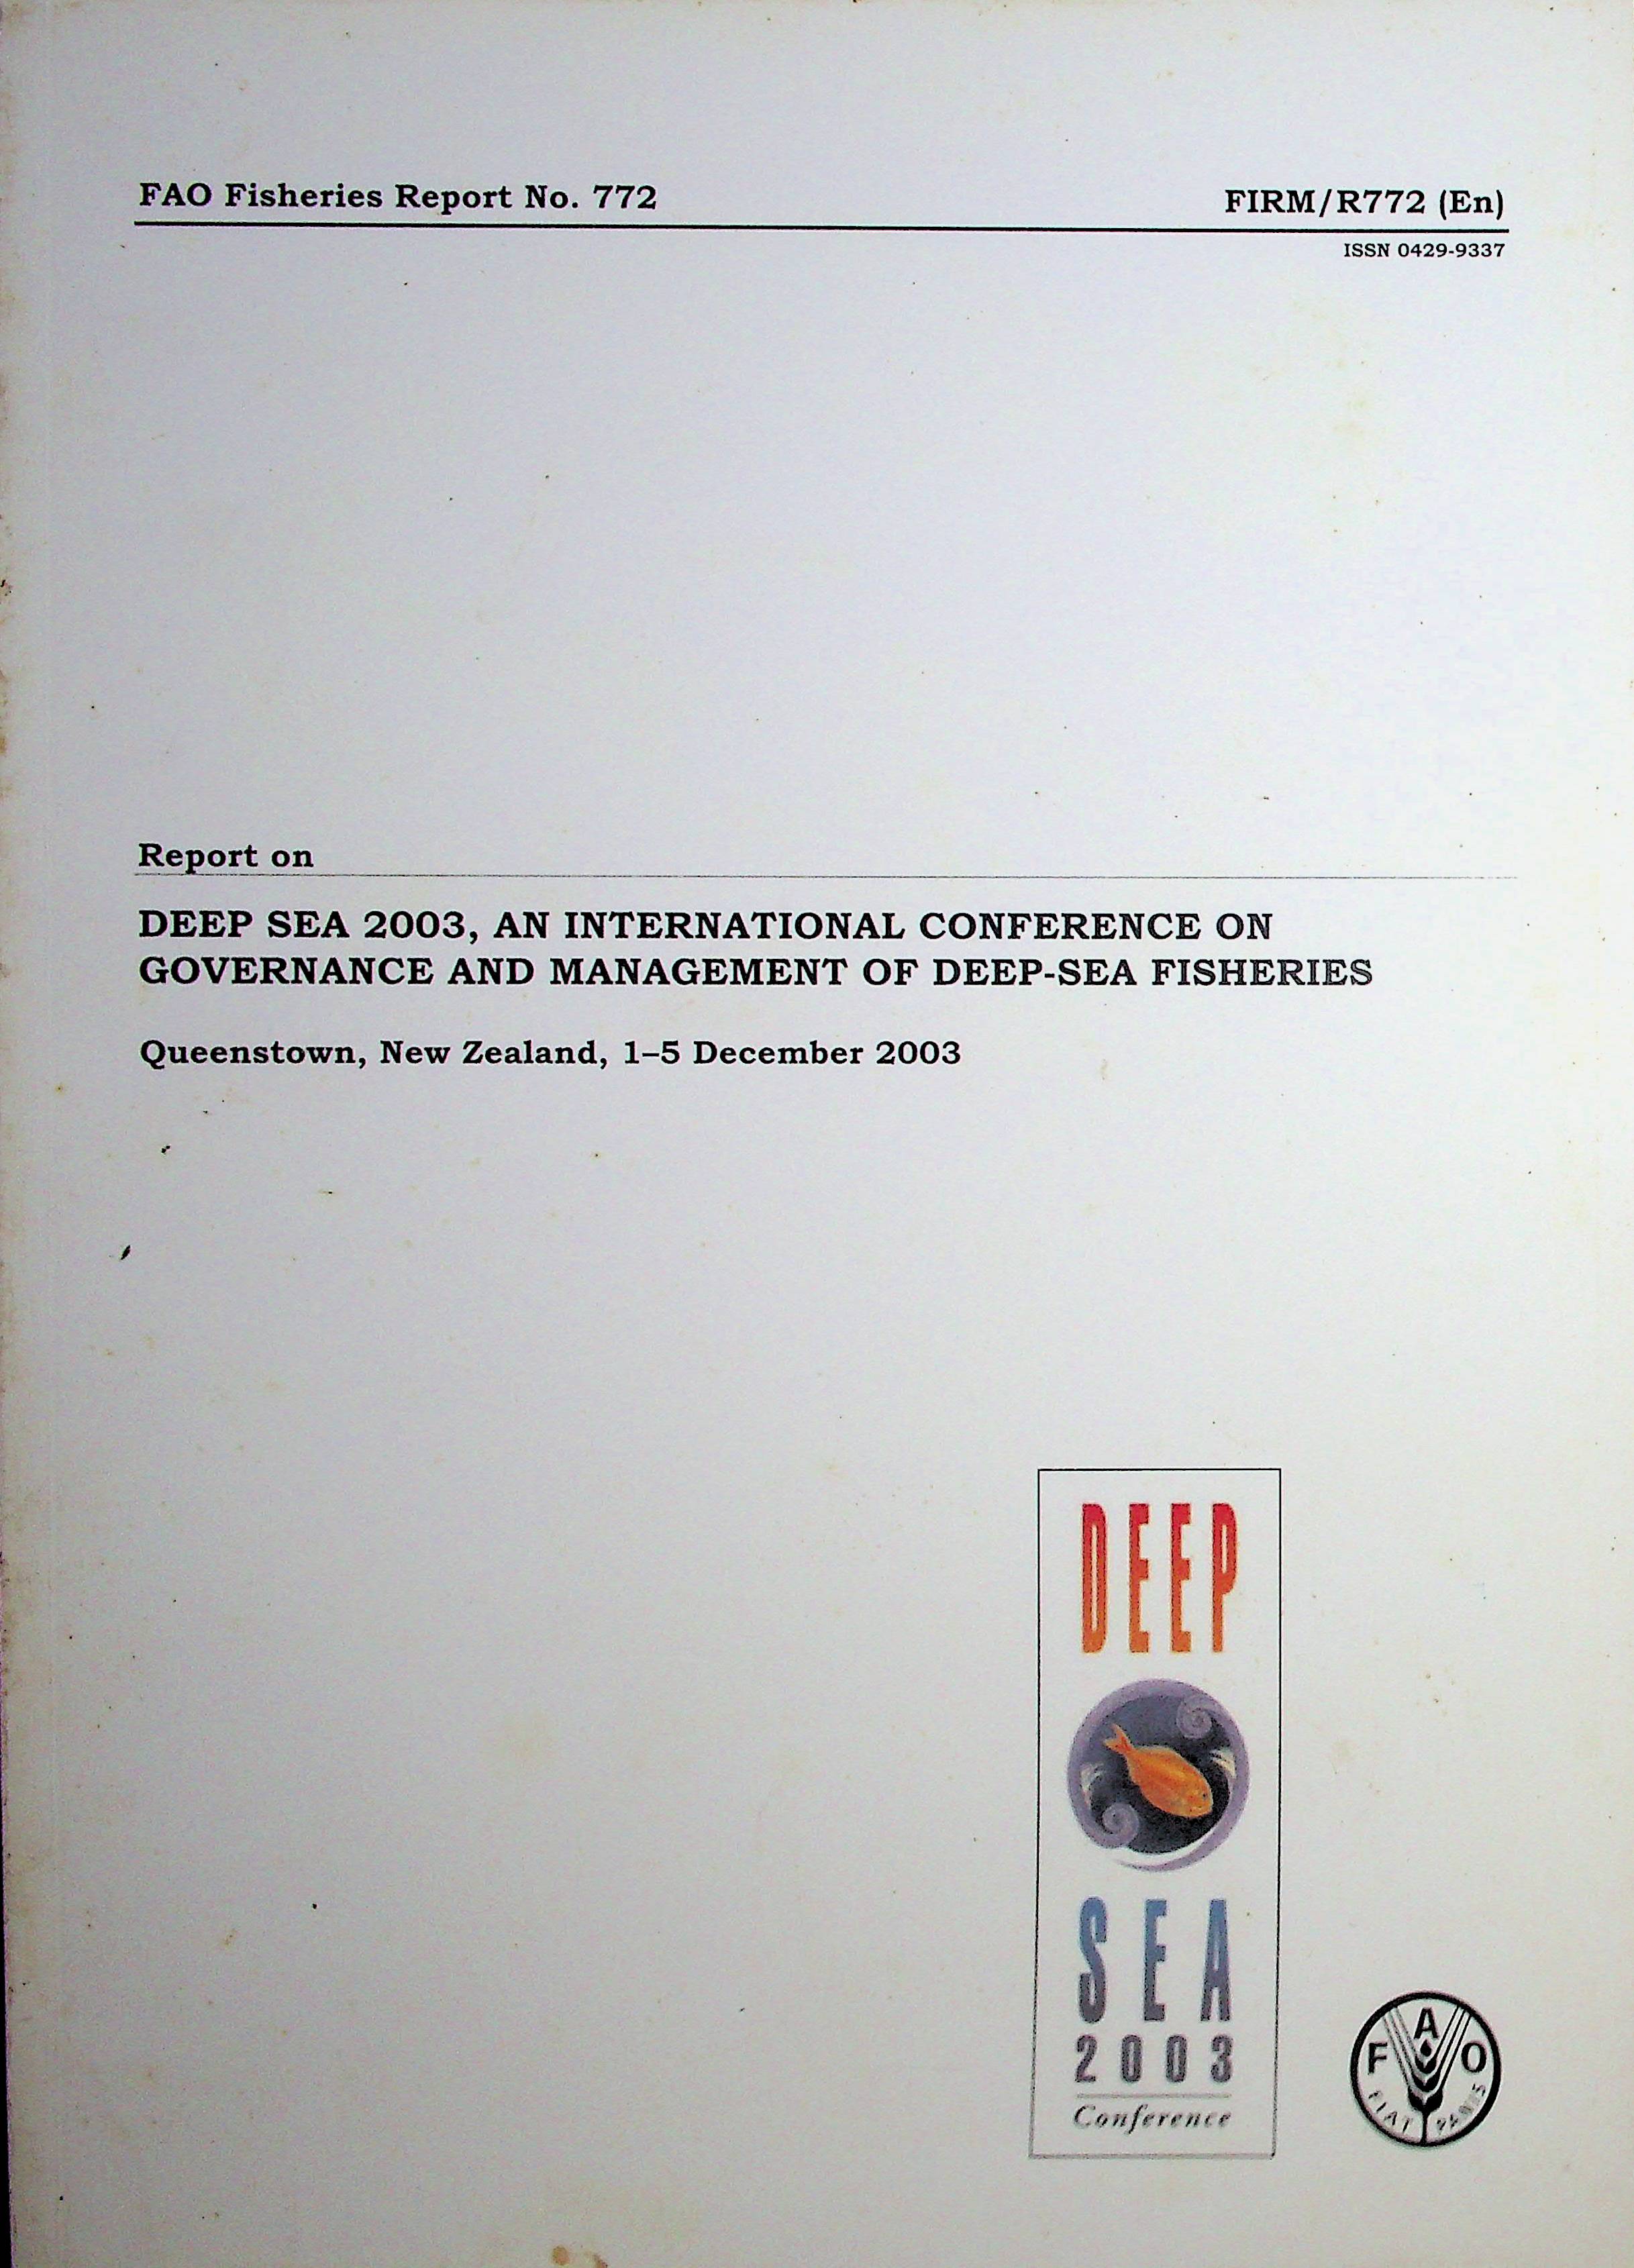 FAO Fisheries Report No. 772
FIRM/R772 (En)
ISSN 0429-9337
Report on
DEEP SEA 2003, AN INTERNATIONAL CONFERENCE ON
GOVERNANCE AND MANAGEMENT OF DEEP-SEA FISHERIES
Queenstown, New Zealand, 1–5 December 2003
DEEP
SEA
2003
Conference
F A O
FIAT PANIS